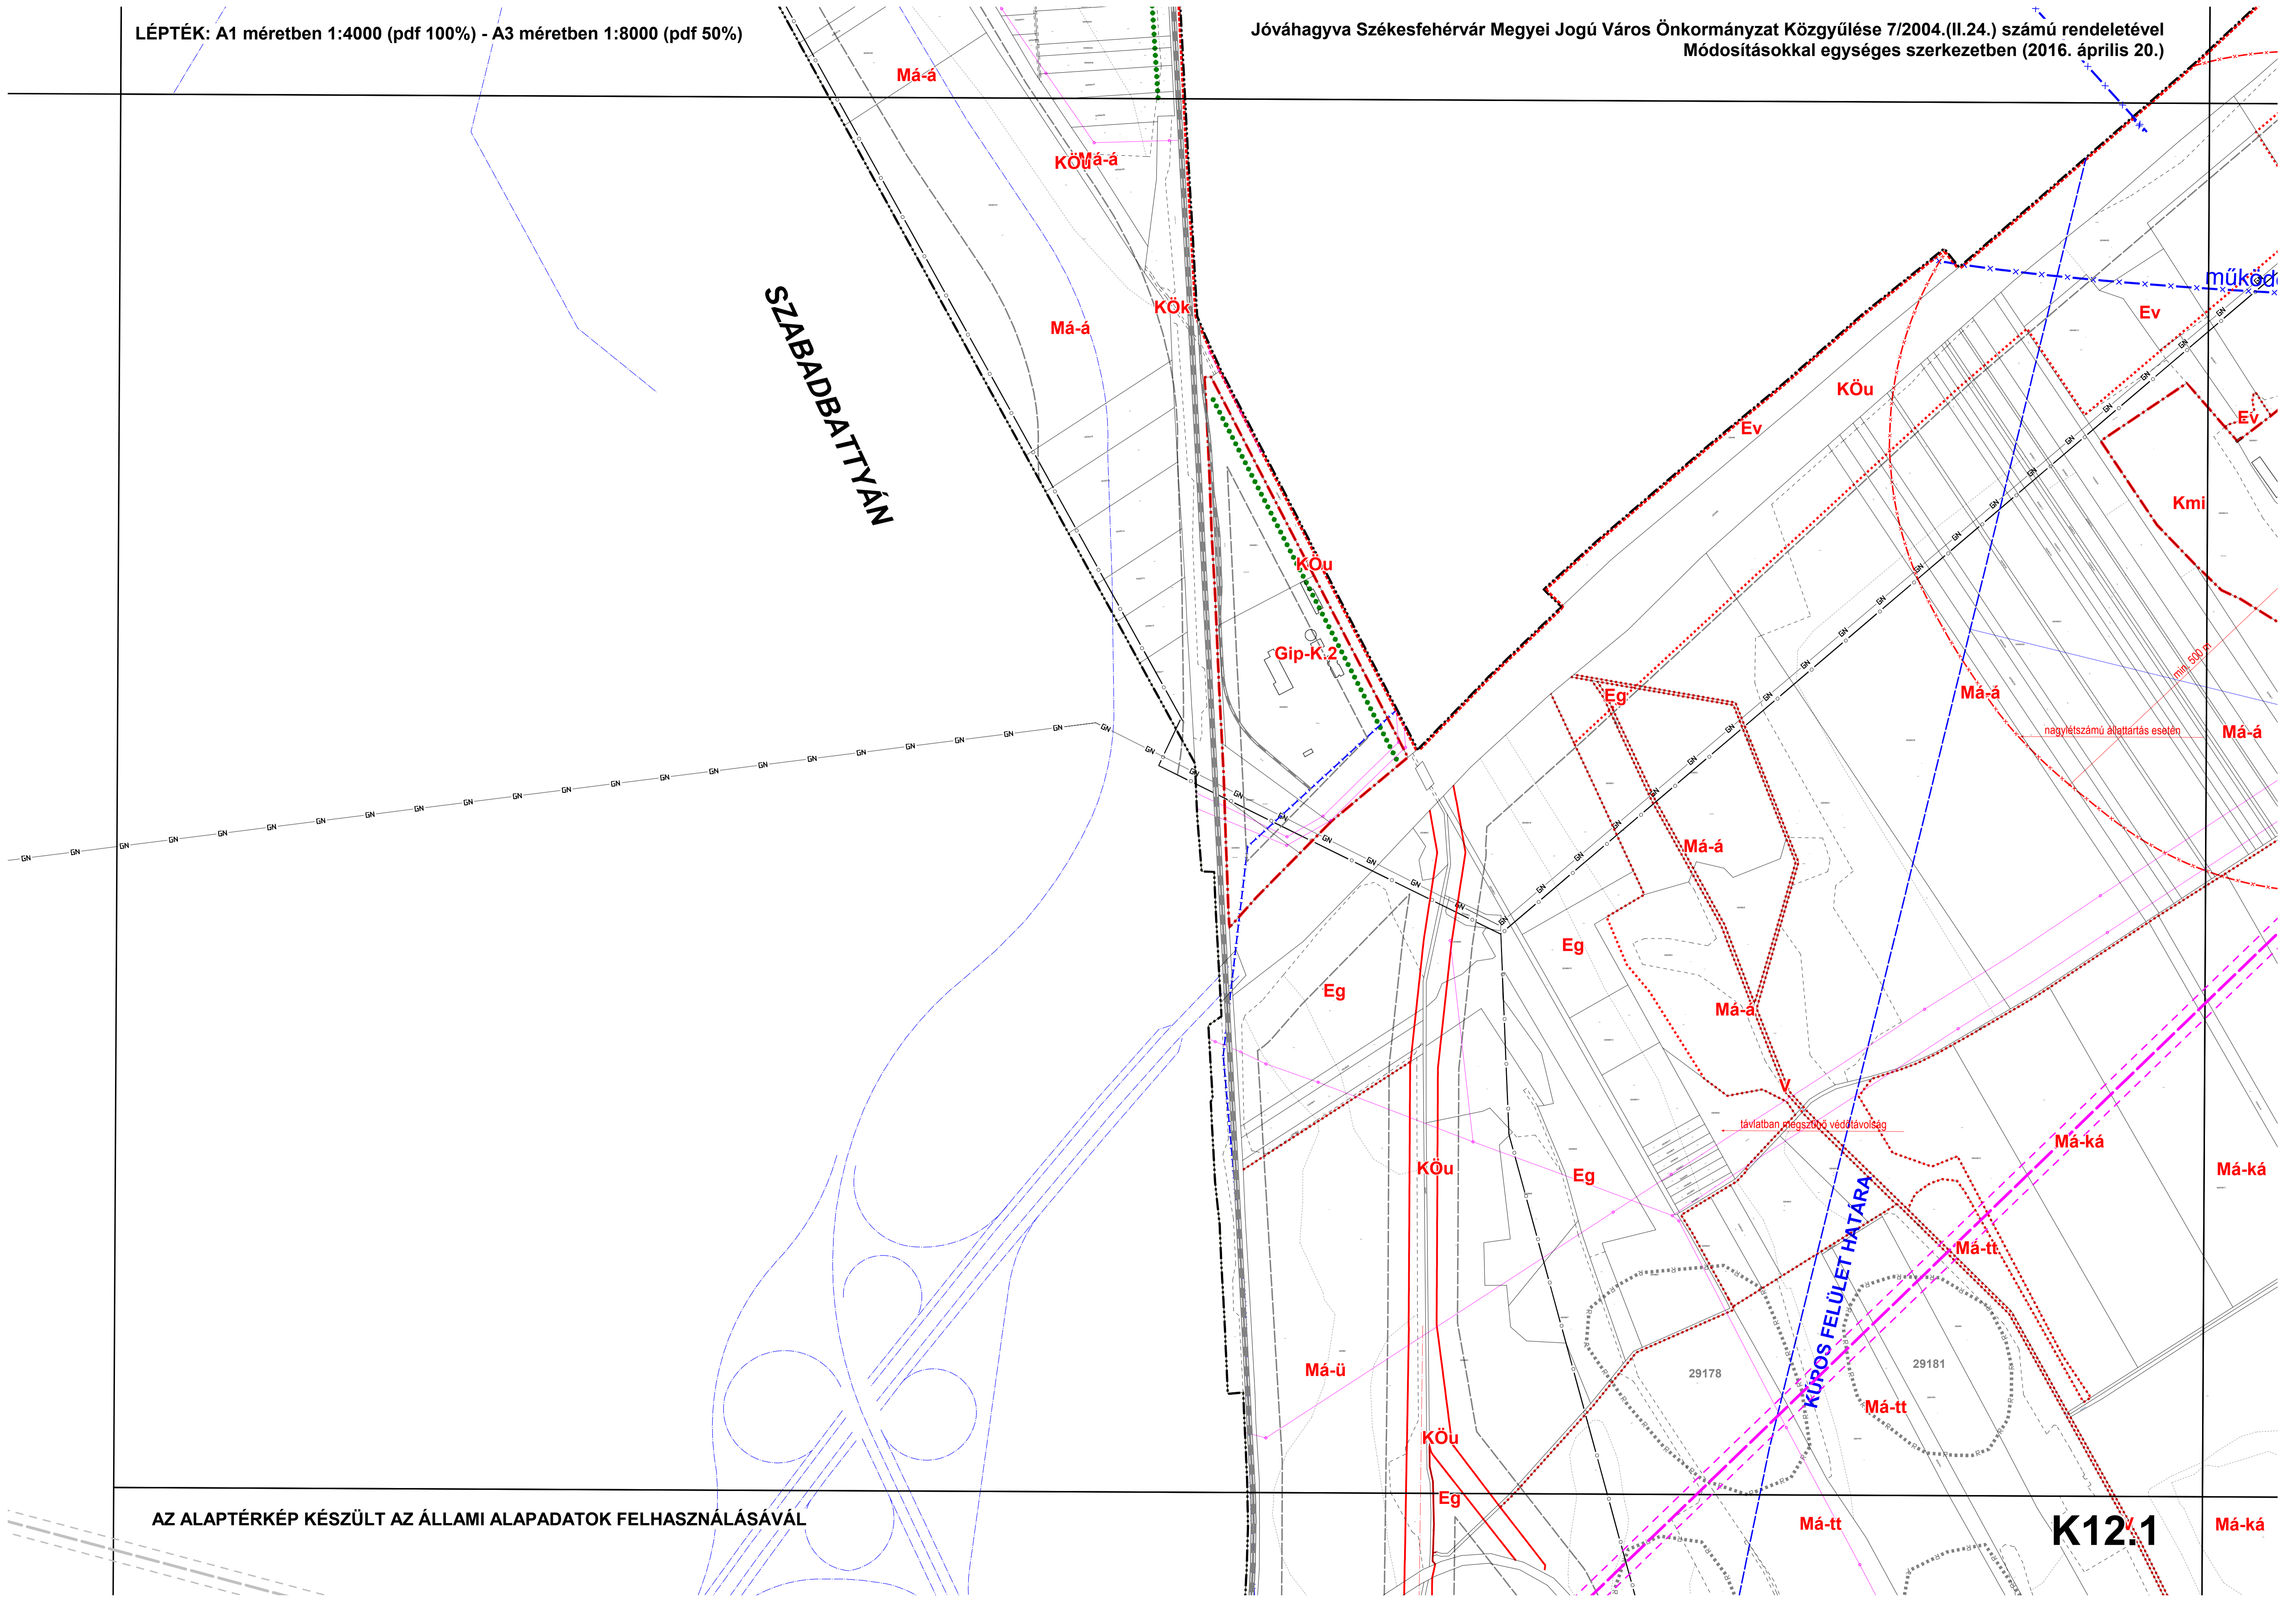 LÉPTÉK: A1 méretben 1:4000 (pdf 100%) - A3 méretben 1:8000 (pdf 50%)
Jóváhagyva Székesfehérvár Megyei Jogú Város Önkormányzat Közgyűlése 7/2004.(II.24.) számú rendeletével
Módosításokkal egységes szerkezetben (2016. április 20.)
Má-á
KÖu
Má-á
SZABADBATTYÁN
KÖk
Má-á
működ
Ev
KÖu
Ev
Ev
Kmi
KÖu
Gip-K.2
min. 500 m
Eg
Má-á
nagylétszámú állattartás esetén
Má-á
Má-á
Eg
Eg
Má-á
V
távlatban megszűnő védőtávolság
Má-ká
Má-ká
KÖu
Eg
KÚPOS FELÜLET HATÁRA
Má-tt
Má-ü
29178
29181
Má-tt
KÖu
Eg
AZ ALAPTÉRKÉP KÉSZÜLT AZ ÁLLAMI ALAPADATOK FELHASZNÁLÁSÁVAL
Má-tt
K12.1
V
Má-ká
GN